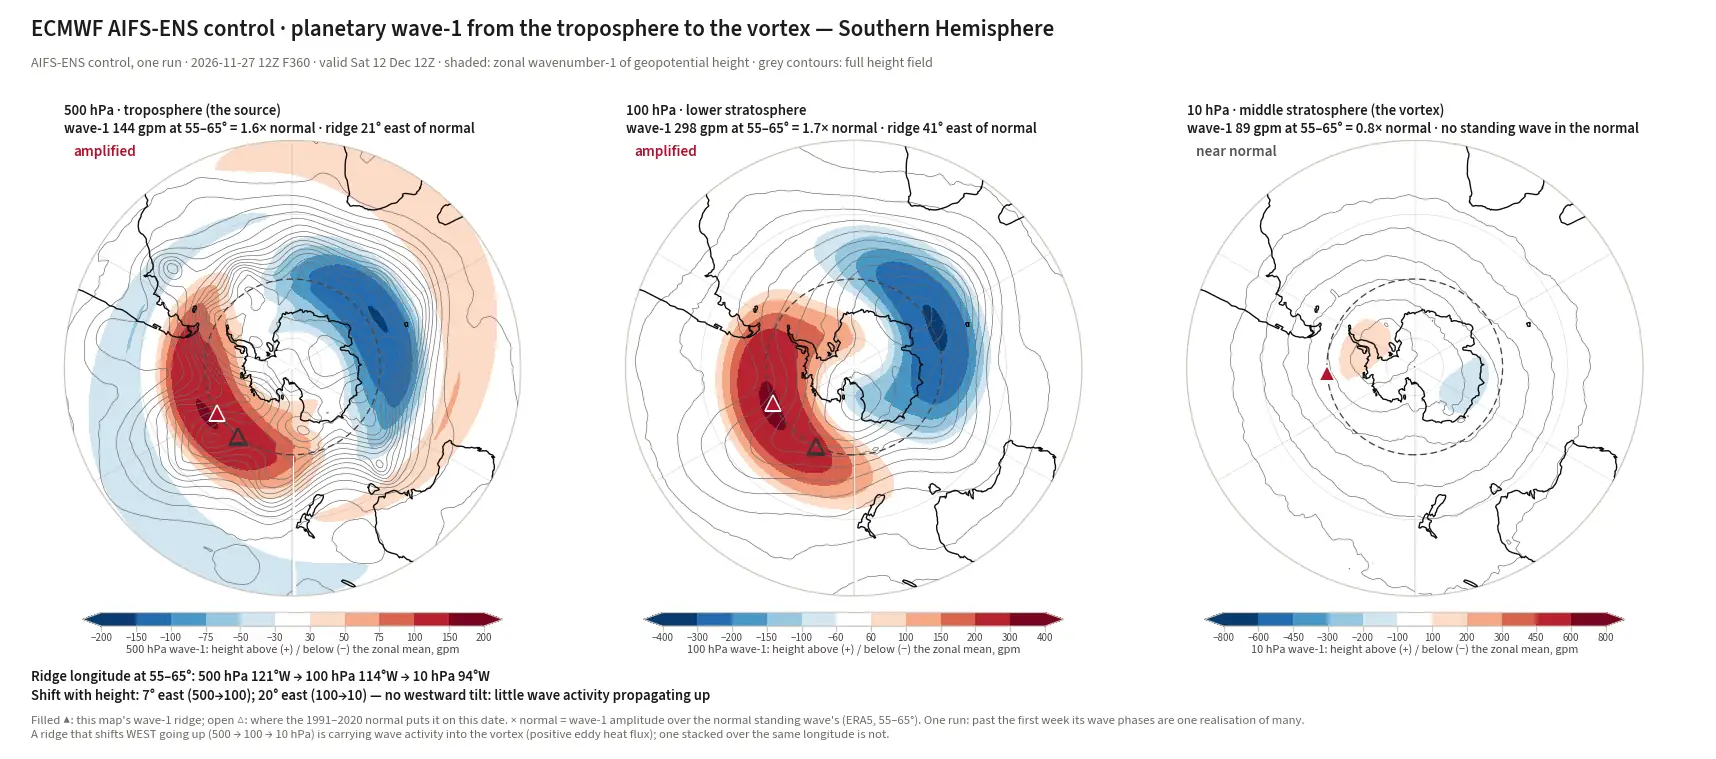 ECMWF AIFS-ENS control · planetary wave-1 from the troposphere to the vortex — Southern Hemisphere
AIFS-ENS control, one run · 2026-11-27 12Z F360 · valid Sat 12 Dec 12Z · shaded: zonal wavenumber-1 of geopotential height · grey contours: full height field
500 hPa · troposphere (the source)
wave-1 144 gpm at 55–65° = 1.6× normal · ridge 21° east of normal
amplified
100 hPa · lower stratosphere
wave-1 298 gpm at 55–65° = 1.7× normal · ridge 41° east of normal
amplified
10 hPa · middle stratosphere (the vortex)
wave-1 89 gpm at 55–65° = 0.8× normal · no standing wave in the normal
near normal
−200 −150 −100 −75 −50 −30 30 50 75 100 150 200
500 hPa wave-1: height above (+) / below (−) the zonal mean, gpm
−400 −300 −200 −150 −100 −60 60 100 150 200 300 400
100 hPa wave-1: height above (+) / below (−) the zonal mean, gpm
−800 −600 −450 −300 −200 −100 100 200 300 450 600 800
10 hPa wave-1: height above (+) / below (−) the zonal mean, gpm
Ridge longitude at 55–65°: 500 hPa 121°W → 100 hPa 114°W → 10 hPa 94°W
Shift with height: 7° east (500→100); 20° east (100→10) — no westward tilt: little wave activity propagating up
Filled ▲: this map's wave-1 ridge; open △: where the 1991–2020 normal puts it on this date. × normal = wave-1 amplitude over the normal standing wave's (ERA5, 55–65°). One run: past the first week its wave phases are one realisation of many.
A ridge that shifts WEST going up (500 → 100 → 10 hPa) is carrying wave activity into the vortex (positive eddy heat flux); one stacked over the same longitude is not.